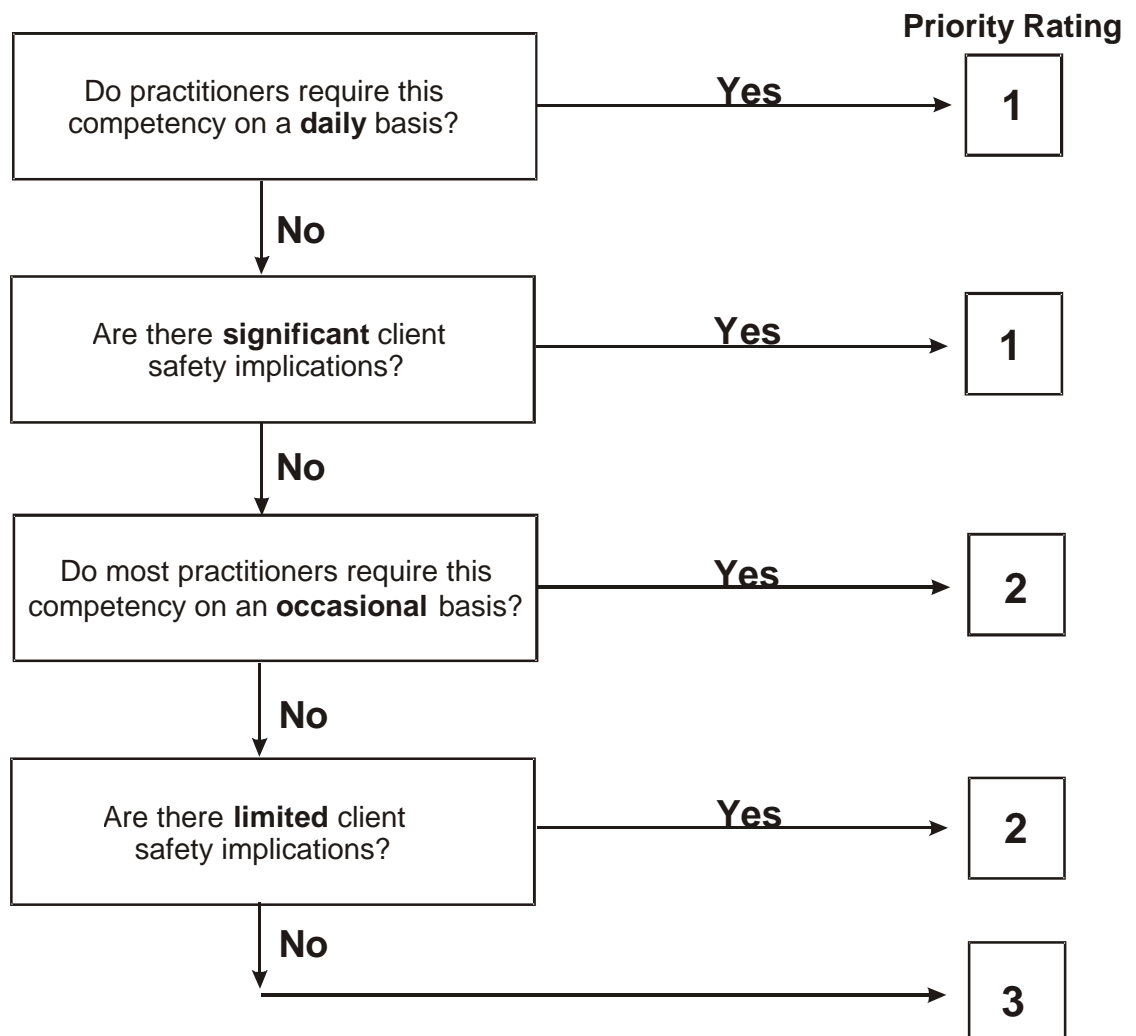 Priority Rating
Do practitioners require this
competency on a daily basis?
Yes
1
No
Are there significant client
safety implications?
Yes
1
No
Do most practitioners require this
competency on an occasional basis?
Yes
2
No
Are there limited client
safety implications?
Yes
2
No
3